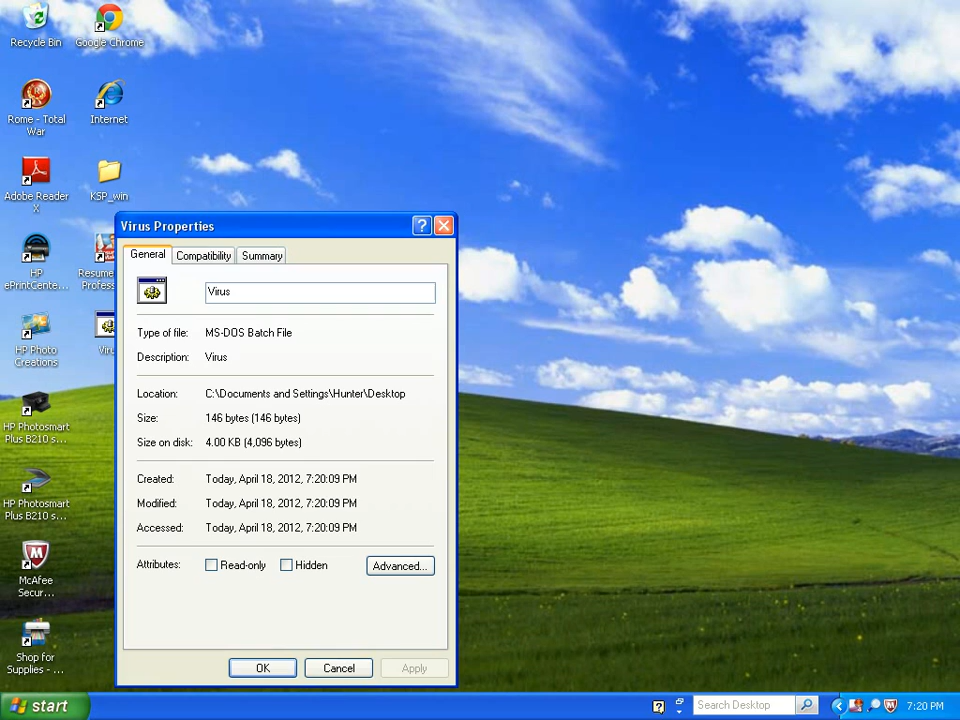 Recycle Bin
Google Chrome
Rome - Total
War
Internet
Adobe Reader
X
KSP_win
HP
ePrintCente...
Resume
Profess
HP Photo
Creations
Viru
HP Photosmart
Plus B210 s...
HP Photosmart
Plus B210 s...
McAfee
Secur...
Shop for
Supplies - ...
Virus Properties
?
General
Compatibility
Summary
Virus
Type of file: MS-DOS Batch File
Description: Virus
Location: C:\Documents and Settings\Hunter\Desktop
Size: 146 bytes (146 bytes)
Size on disk: 4.00 KB (4,096 bytes)
Created: Today, April 18, 2012, 7:20:09 PM
Modified: Today, April 18, 2012, 7:20:09 PM
Accessed: Today, April 18, 2012, 7:20:09 PM
Attributes: Read-only Hidden Advanced...
OK Cancel Apply
start
?
Search Desktop
7:20 PM